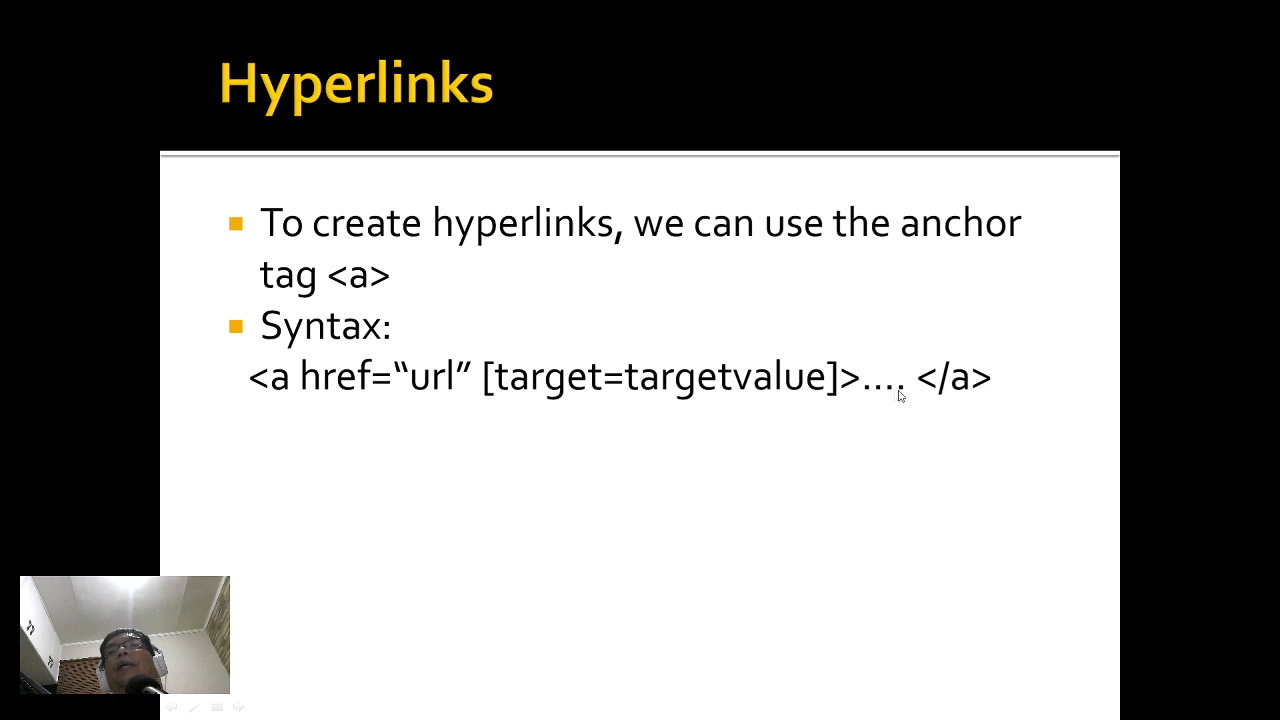 Hyperlinks
To create hyperlinks, we can use the anchor
tag <a>
Syntax:
<a href=“url” [target=targetvalue]>.... </a>